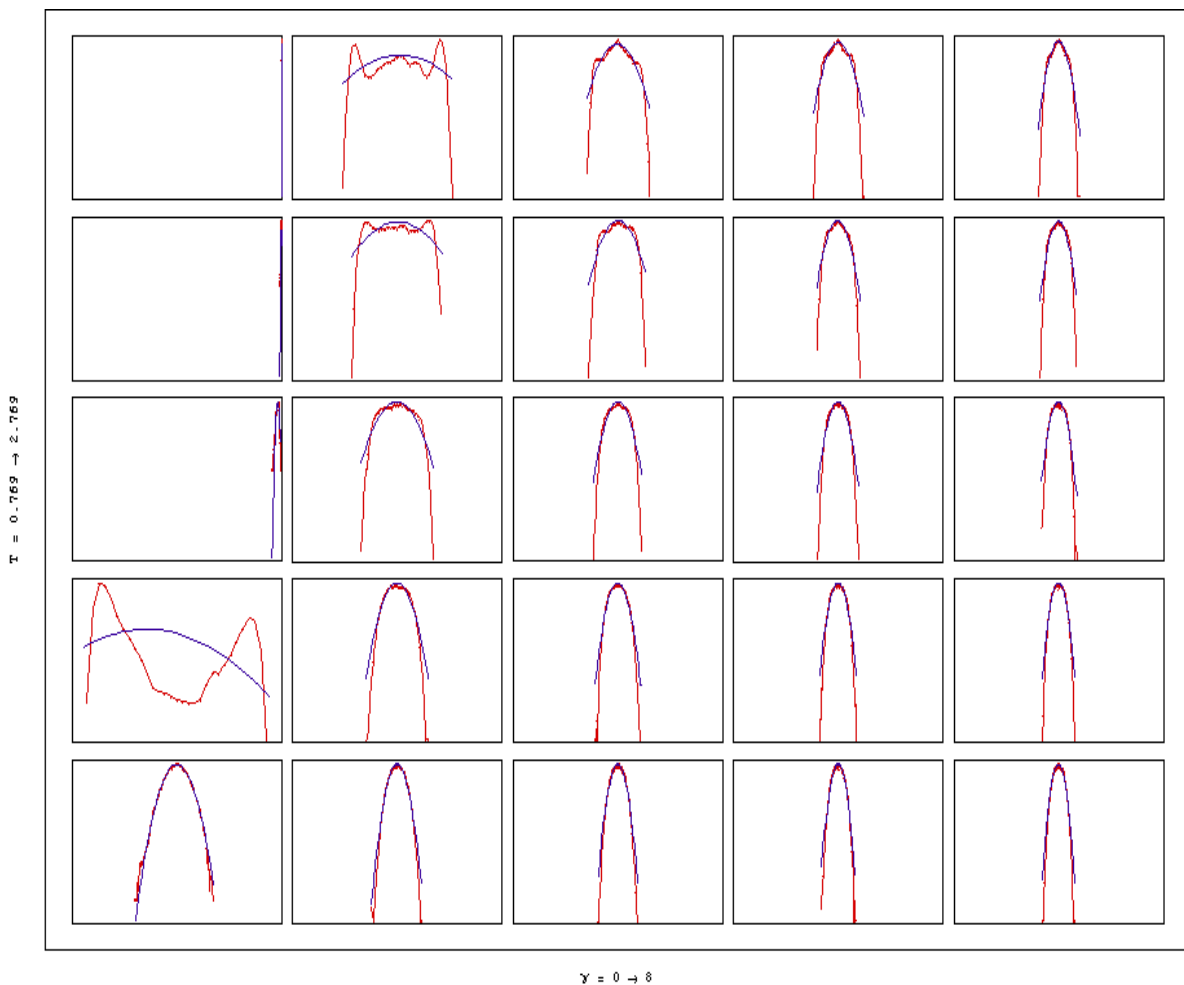 T = 0.769 → 2.769
γ = 0 → 8